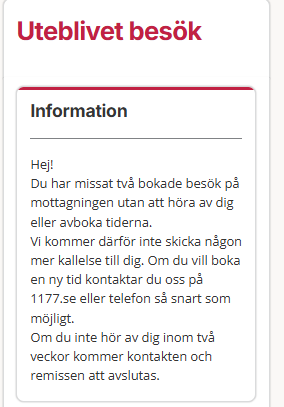 Uteblivet besök
Information
Hej!
Du har missat två bokade besök på
mottagningen utan att höra av dig
eller avboka tiderna.
Vi kommer därför inte skicka någon
mer kallelse till dig. Om du vill boka
en ny tid kontaktar du oss på
1177.se eller telefon så snart som
möjligt.
Om du inte hör av dig inom två
veckor kommer kontakten och
remissen att avslutas.